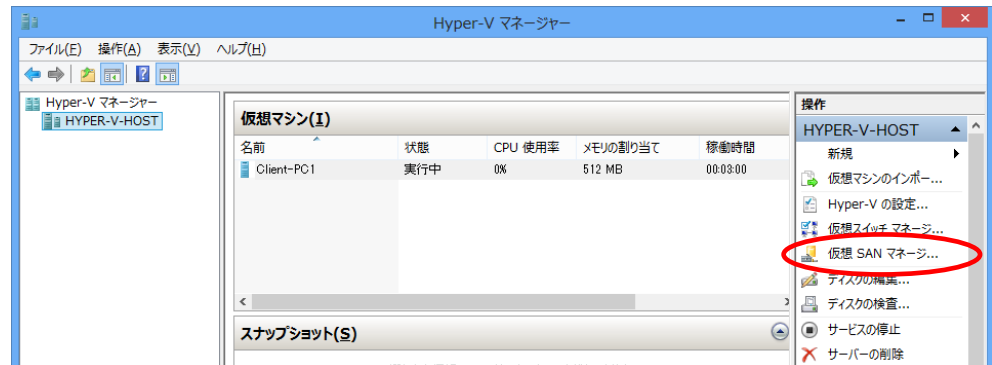 Hyper-V マネージャー
ファイル(F) 操作(A) 表示(V) ヘルプ(H)
Hyper-V マネージャー
HYPER-V-HOST
仮想マシン(I)
名前 状態 CPU 使用率 メモリの割り当て 稼働時間
Client-PC1 実行中 0% 512 MB 00:03:00
スナップショット(S)
操作
HYPER-V-HOST
新規
仮想マシンのインポー...
Hyper-V の設定...
仮想スイッチ マネージ...
仮想 SAN マネージ...
ディスクの編集...
ディスクの検査...
サービスの停止
サーバーの削除